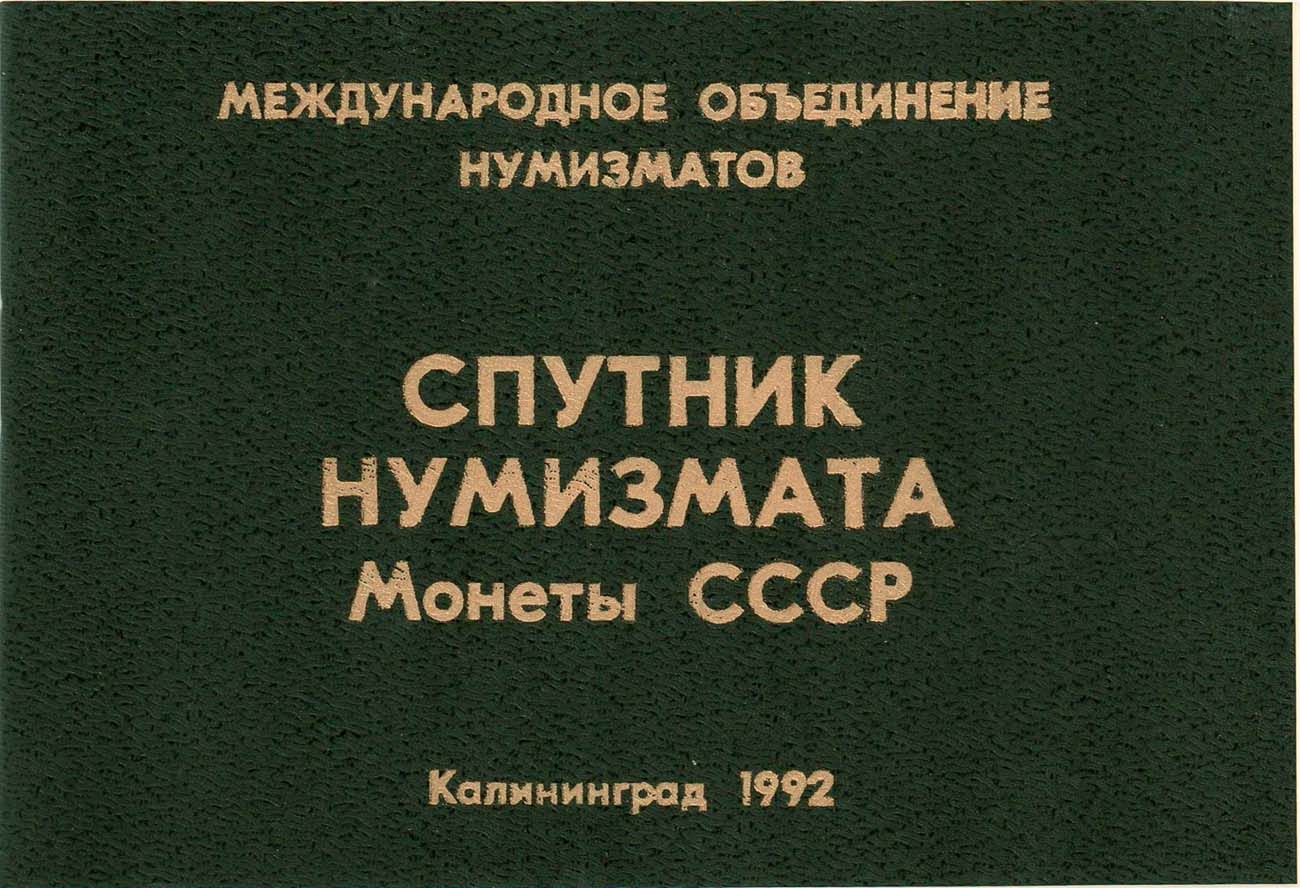 МЕЖДУНАРОДНОЕ ОБЪЕДИНЕНИЕ
НУМИЗМАТОВ
СПУТНИК
НУМИЗМАТА
Монеты СССР
Калининград 1992